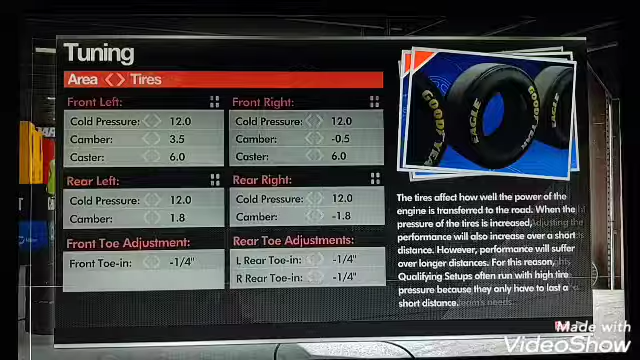 Tuning
Area <> Tires
Front Left:
Cold Pressure: 12.0
Camber: 3.5
Caster: 6.0
Front Right:
Cold Pressure: 12.0
Camber: -0.5
Caster: 6.0
Rear Left:
Cold Pressure: 12.0
Camber: 1.8
Rear Right:
Cold Pressure: 12.0
Camber: -1.8
Front Toe Adjustment:
Front Toe-in: -1/4"
Rear Toe Adjustments:
L Rear Toe-in: -1/4"
R Rear Toe-in: -1/4"
GOODYEAR
EAGLE
GOODYEAR
EAGLE
The tires affect how well the power of the
engine is transferred to the road. When the
pressure of the tires is increased,
performance will also increase over a short
distance. However, performance will suffer
over longer distances. For this reason,
Qualifying Setups often run with high tire
pressure because they only have to last a
short distance.
Made with
VideoShow